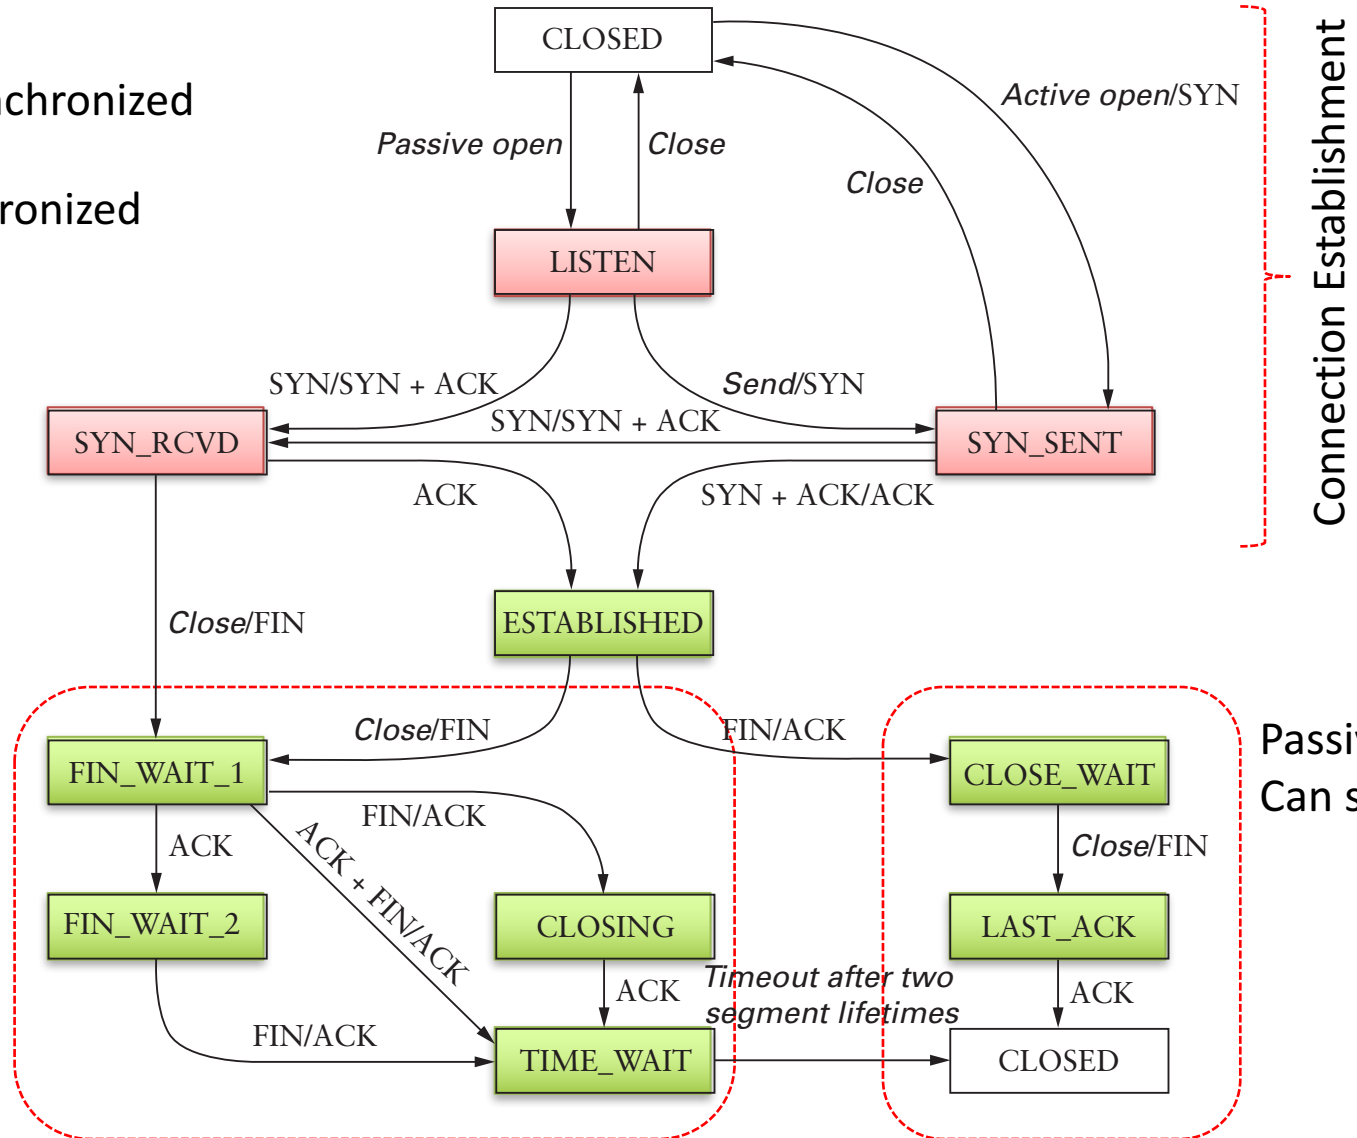 CLOSED
Active open/SYN
Passive open
Close
Close
LISTEN
SYN/SYN + ACK
Send/SYN
SYN/SYN + ACK
SYN_RCVD
SYN_SENT
ACK
SYN + ACK/ACK
Close/FIN
ESTABLISHED
Close/FIN
FIN/ACK
FIN_WAIT_1
CLOSE_WAIT
FIN/ACK
ACK
ACK + FIN/ACK
Close/FIN
FIN_WAIT_2
CLOSING
LAST_ACK
ACK
Timeout after two
segment lifetimes
ACK
FIN/ACK
TIME_WAIT
CLOSED
Connection Establishment
Can